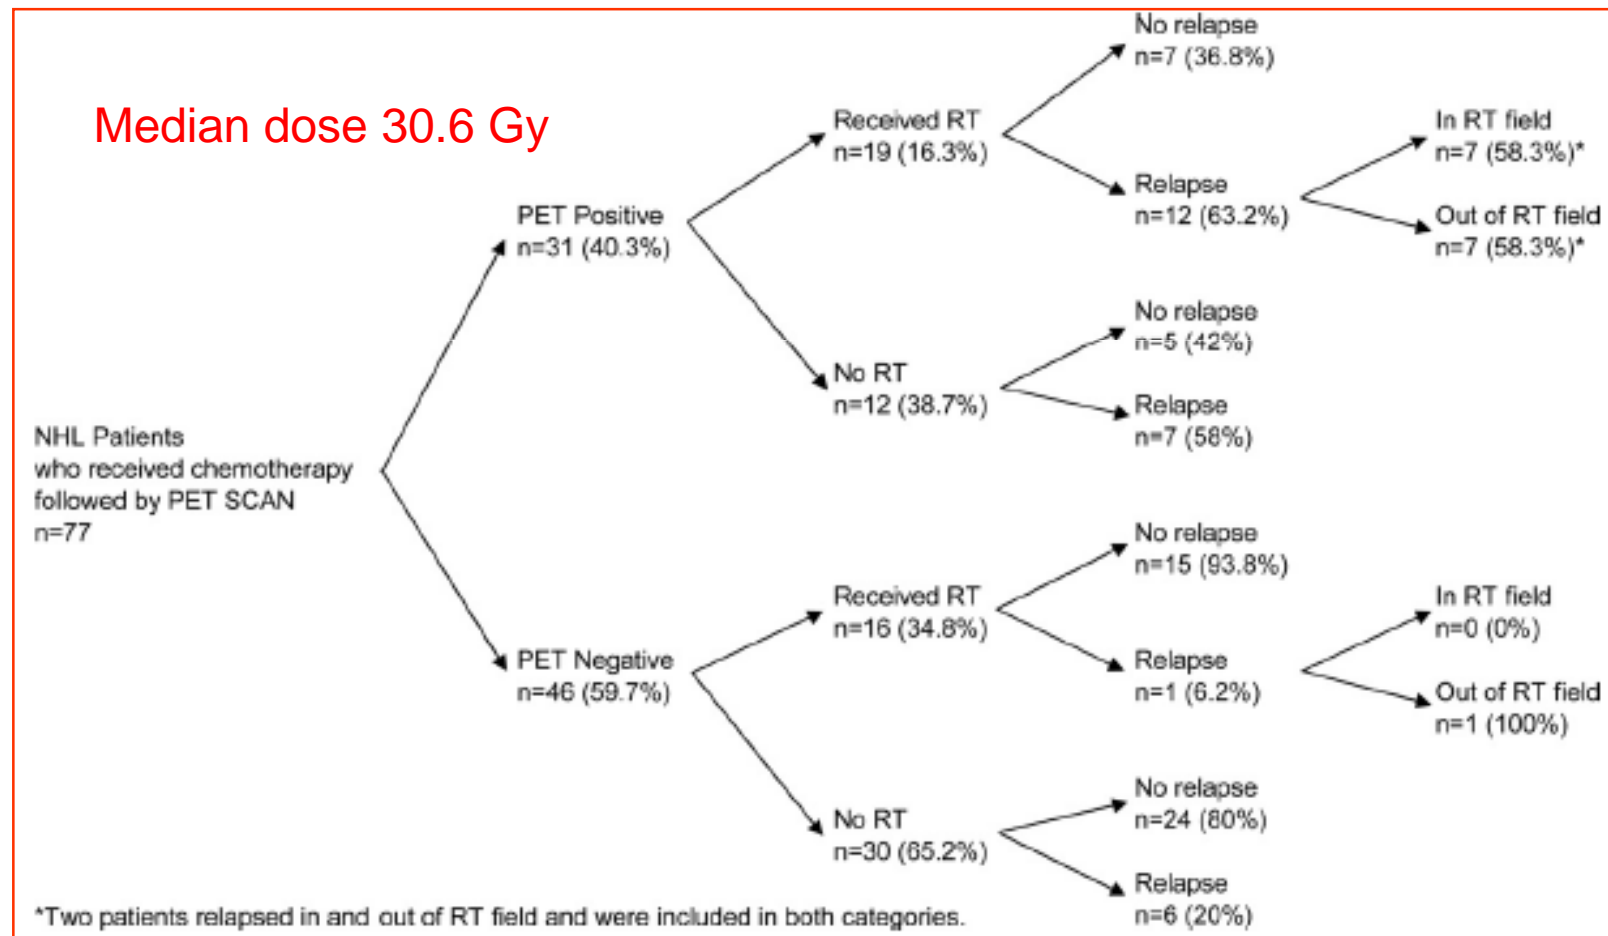 Median dose 30.6 Gy
NHL Patients
who received chemotherapy
followed by PET SCAN
n=77
PET Positive
n=31 (40.3%)
Received RT
n=19 (16.3%)
No relapse
n=7 (36.8%)
Relapse
n=12 (63.2%)
In RT field
n=7 (58.3%)*
Out of RT field
n=7 (58.3%)*
No RT
n=12 (38.7%)
No relapse
n=5 (42%)
Relapse
n=7 (58%)
PET Negative
n=46 (59.7%)
Received RT
n=16 (34.8%)
No relapse
n=15 (93.8%)
Relapse
n=1 (6.2%)
In RT field
n=0 (0%)
Out of RT field
n=1 (100%)
No RT
n=30 (65.2%)
No relapse
n=24 (80%)
Relapse
n=6 (20%)
*Two patients relapsed in and out of RT field and were included in both categories.